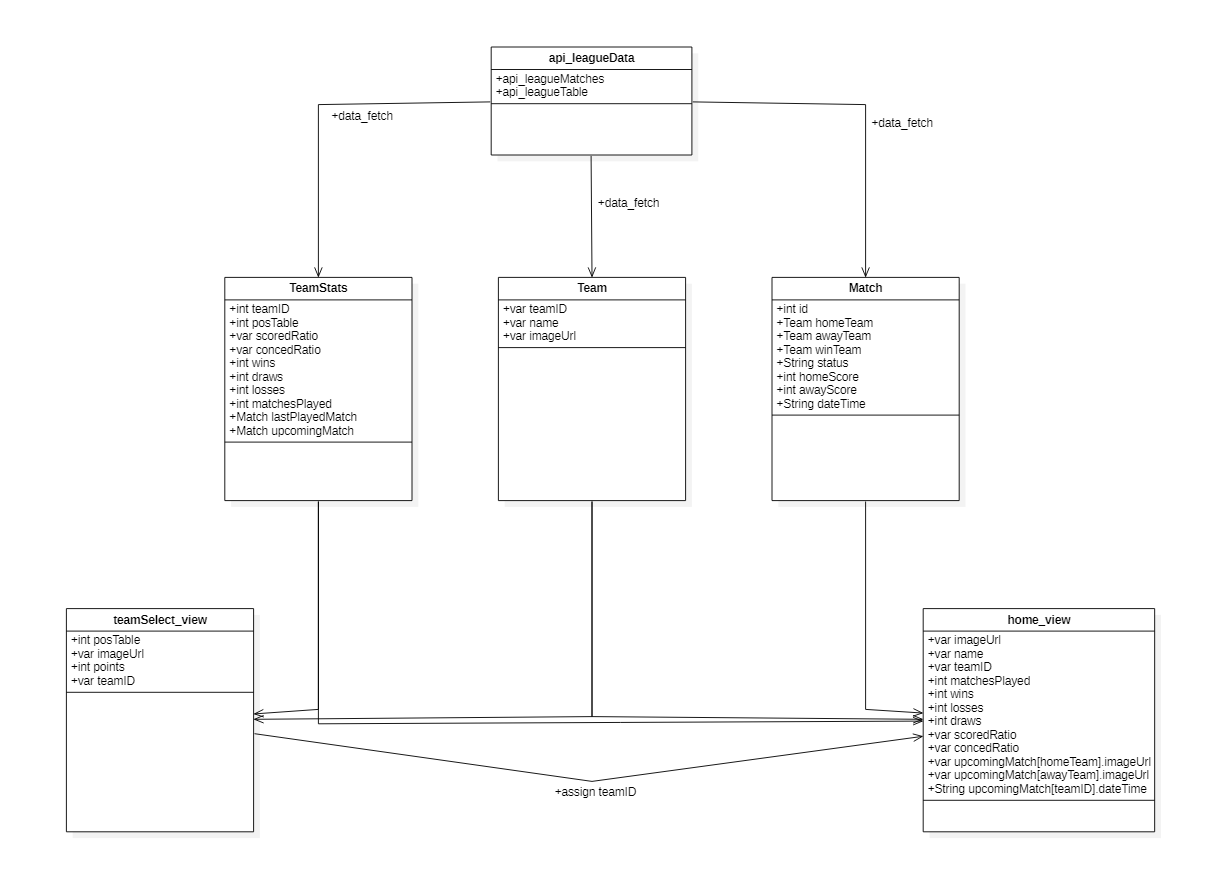 api_leagueData
+api_leagueMatches
+api_leagueTable
+data_fetch
+data_fetch
+data_fetch
TeamStats
+int teamID
+int posTable
+var scoredRatio
+var concedRatio
+int wins
+int draws
+int losses
+int matchesPlayed
+Match lastPlayedMatch
+Match upcomingMatch
Team
+var teamID
+var name
+var imageUrl
Match
+int id
+Team homeTeam
+Team awayTeam
+Team winTeam
+String status
+int homeScore
+int awayScore
+String dateTime
teamSelect_view
+int posTable
+var imageUrl
+int points
+var teamID
home_view
+var imageUrl
+var name
+var teamID
+int matchesPlayed
+int wins
+int losses
+int draws
+var scoredRatio
+var concedRatio
+var upcomingMatch[homeTeam].imageUrl
+var upcomingMatch[awayTeam].imageUrl
+String upcomingMatch[teamID].dateTime
+assign teamID